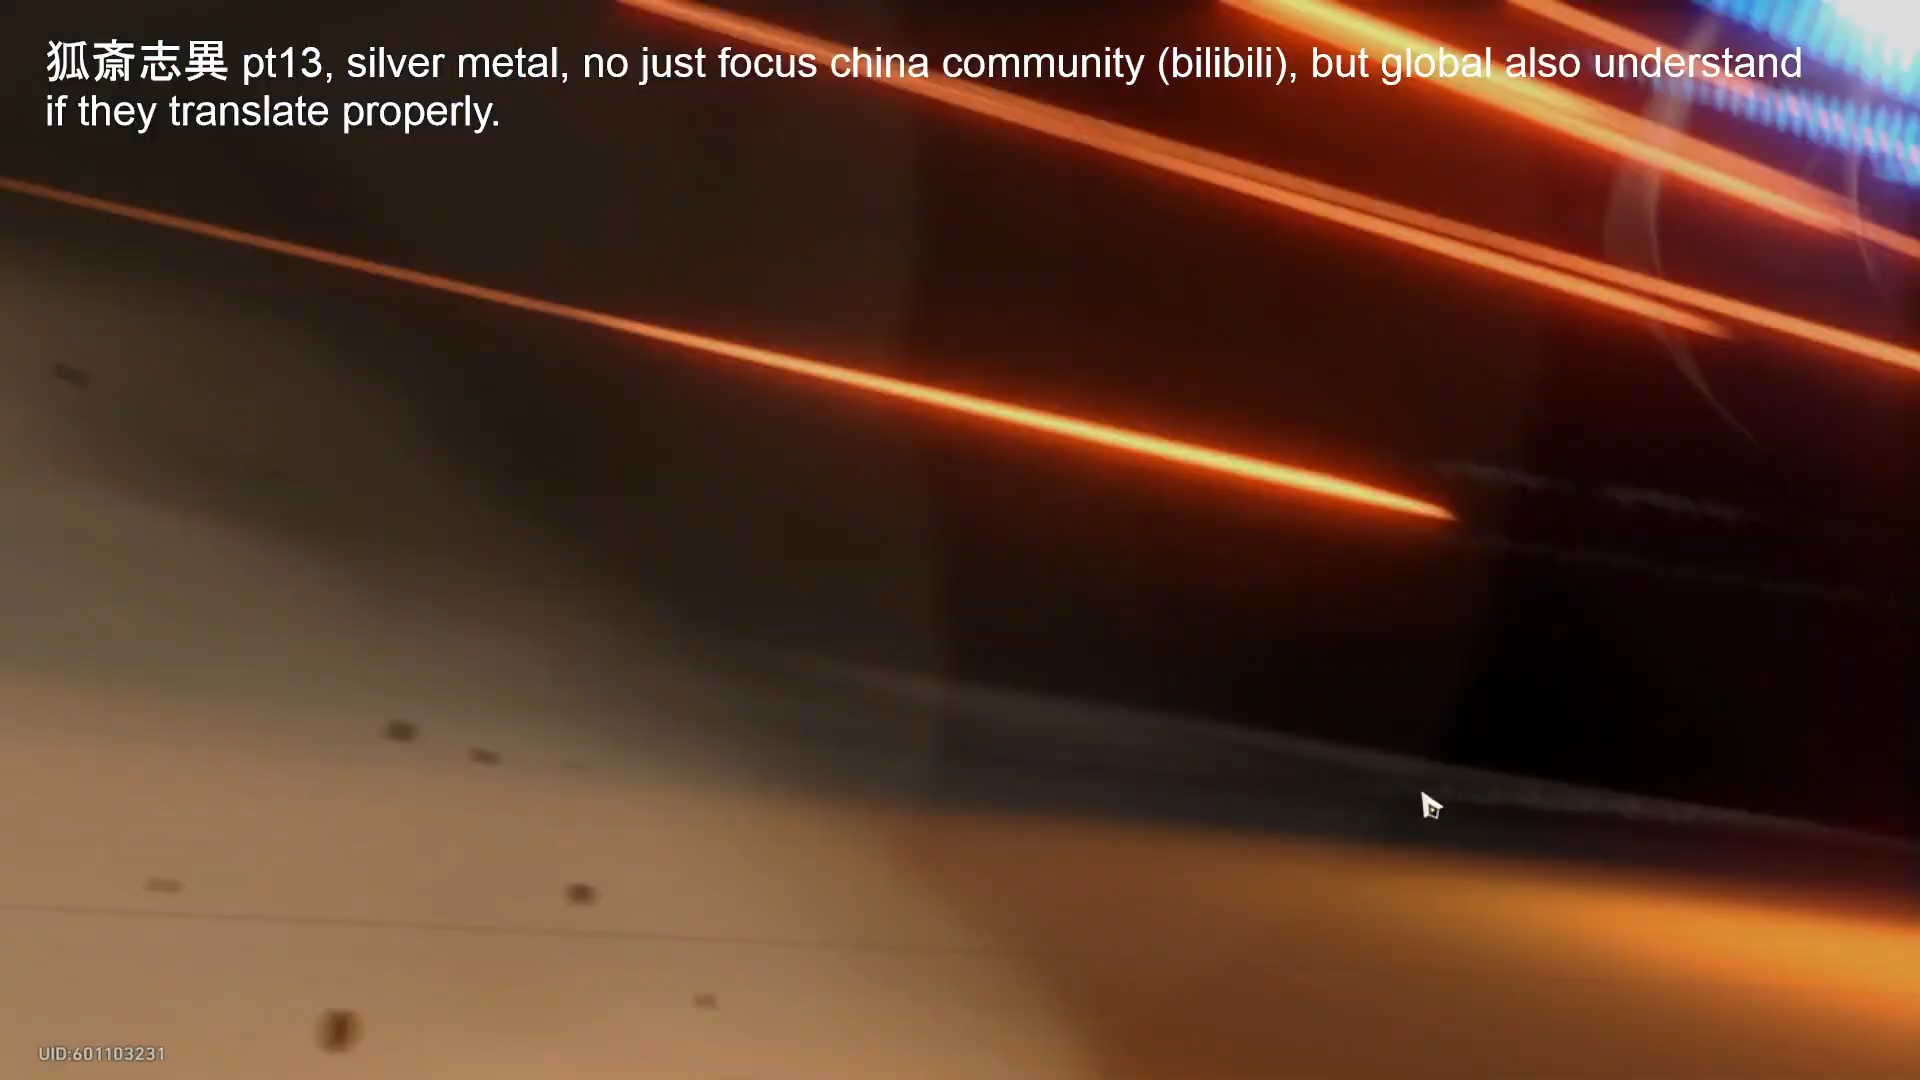 狐斎志異 pt13, silver metal, no just focus china community (bilibili), but global also understand
if they translate properly.
UID:601103231